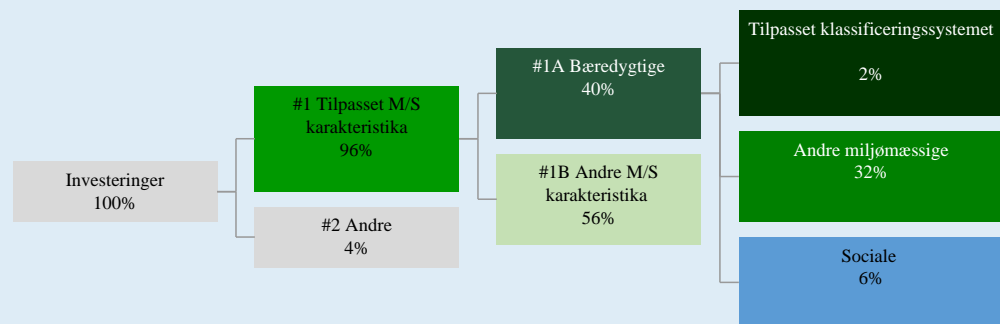 Investeringer
100%
#1 Tilpasset M/S
karakteristika
96%
#2 Andre
4%
#1A Bæredygtige
40%
#1B Andre M/S
karakteristika
56%
Tilpasset klassificeringssystemet
2%
Andre miljømæssige
32%
Sociale
6%